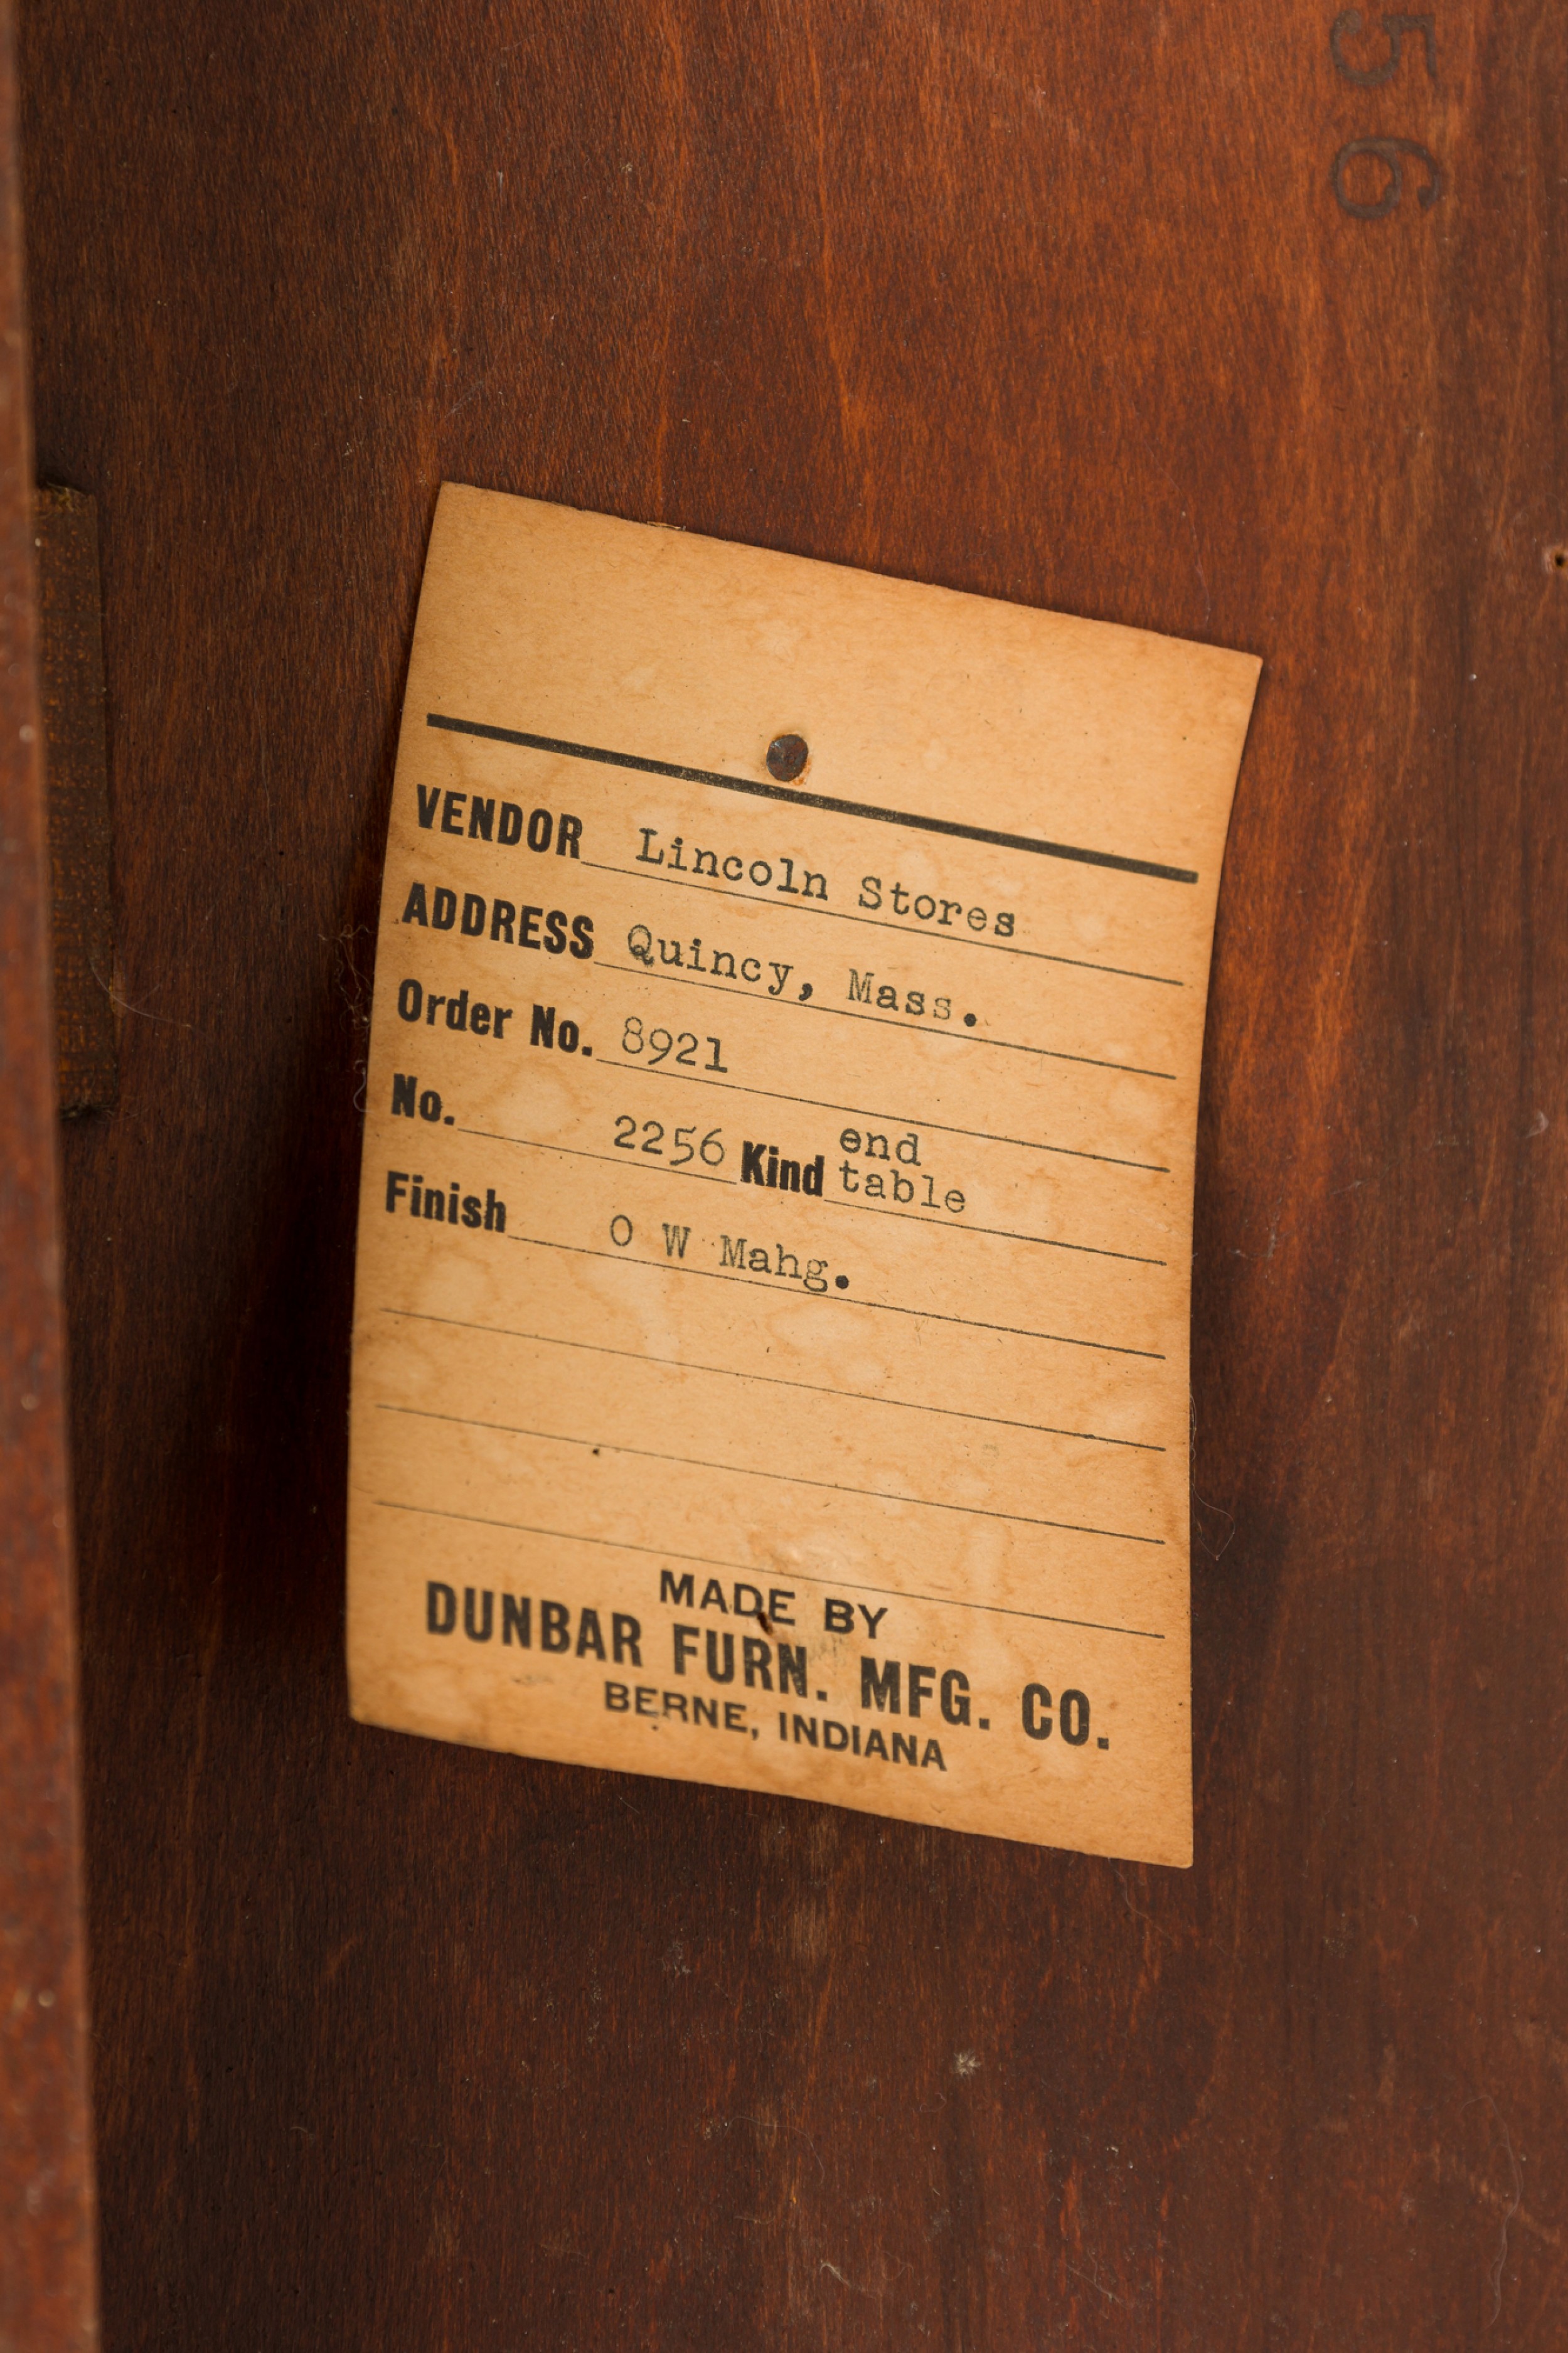 56
VENDOR Lincoln Stores
ADDRESS Quincy, Mass.
Order No. 8921
No. 2256 Kind end table
Finish O W Mahg.
MADE BY
DUNBAR FURN. MFG. CO.
BERNE, INDIANA